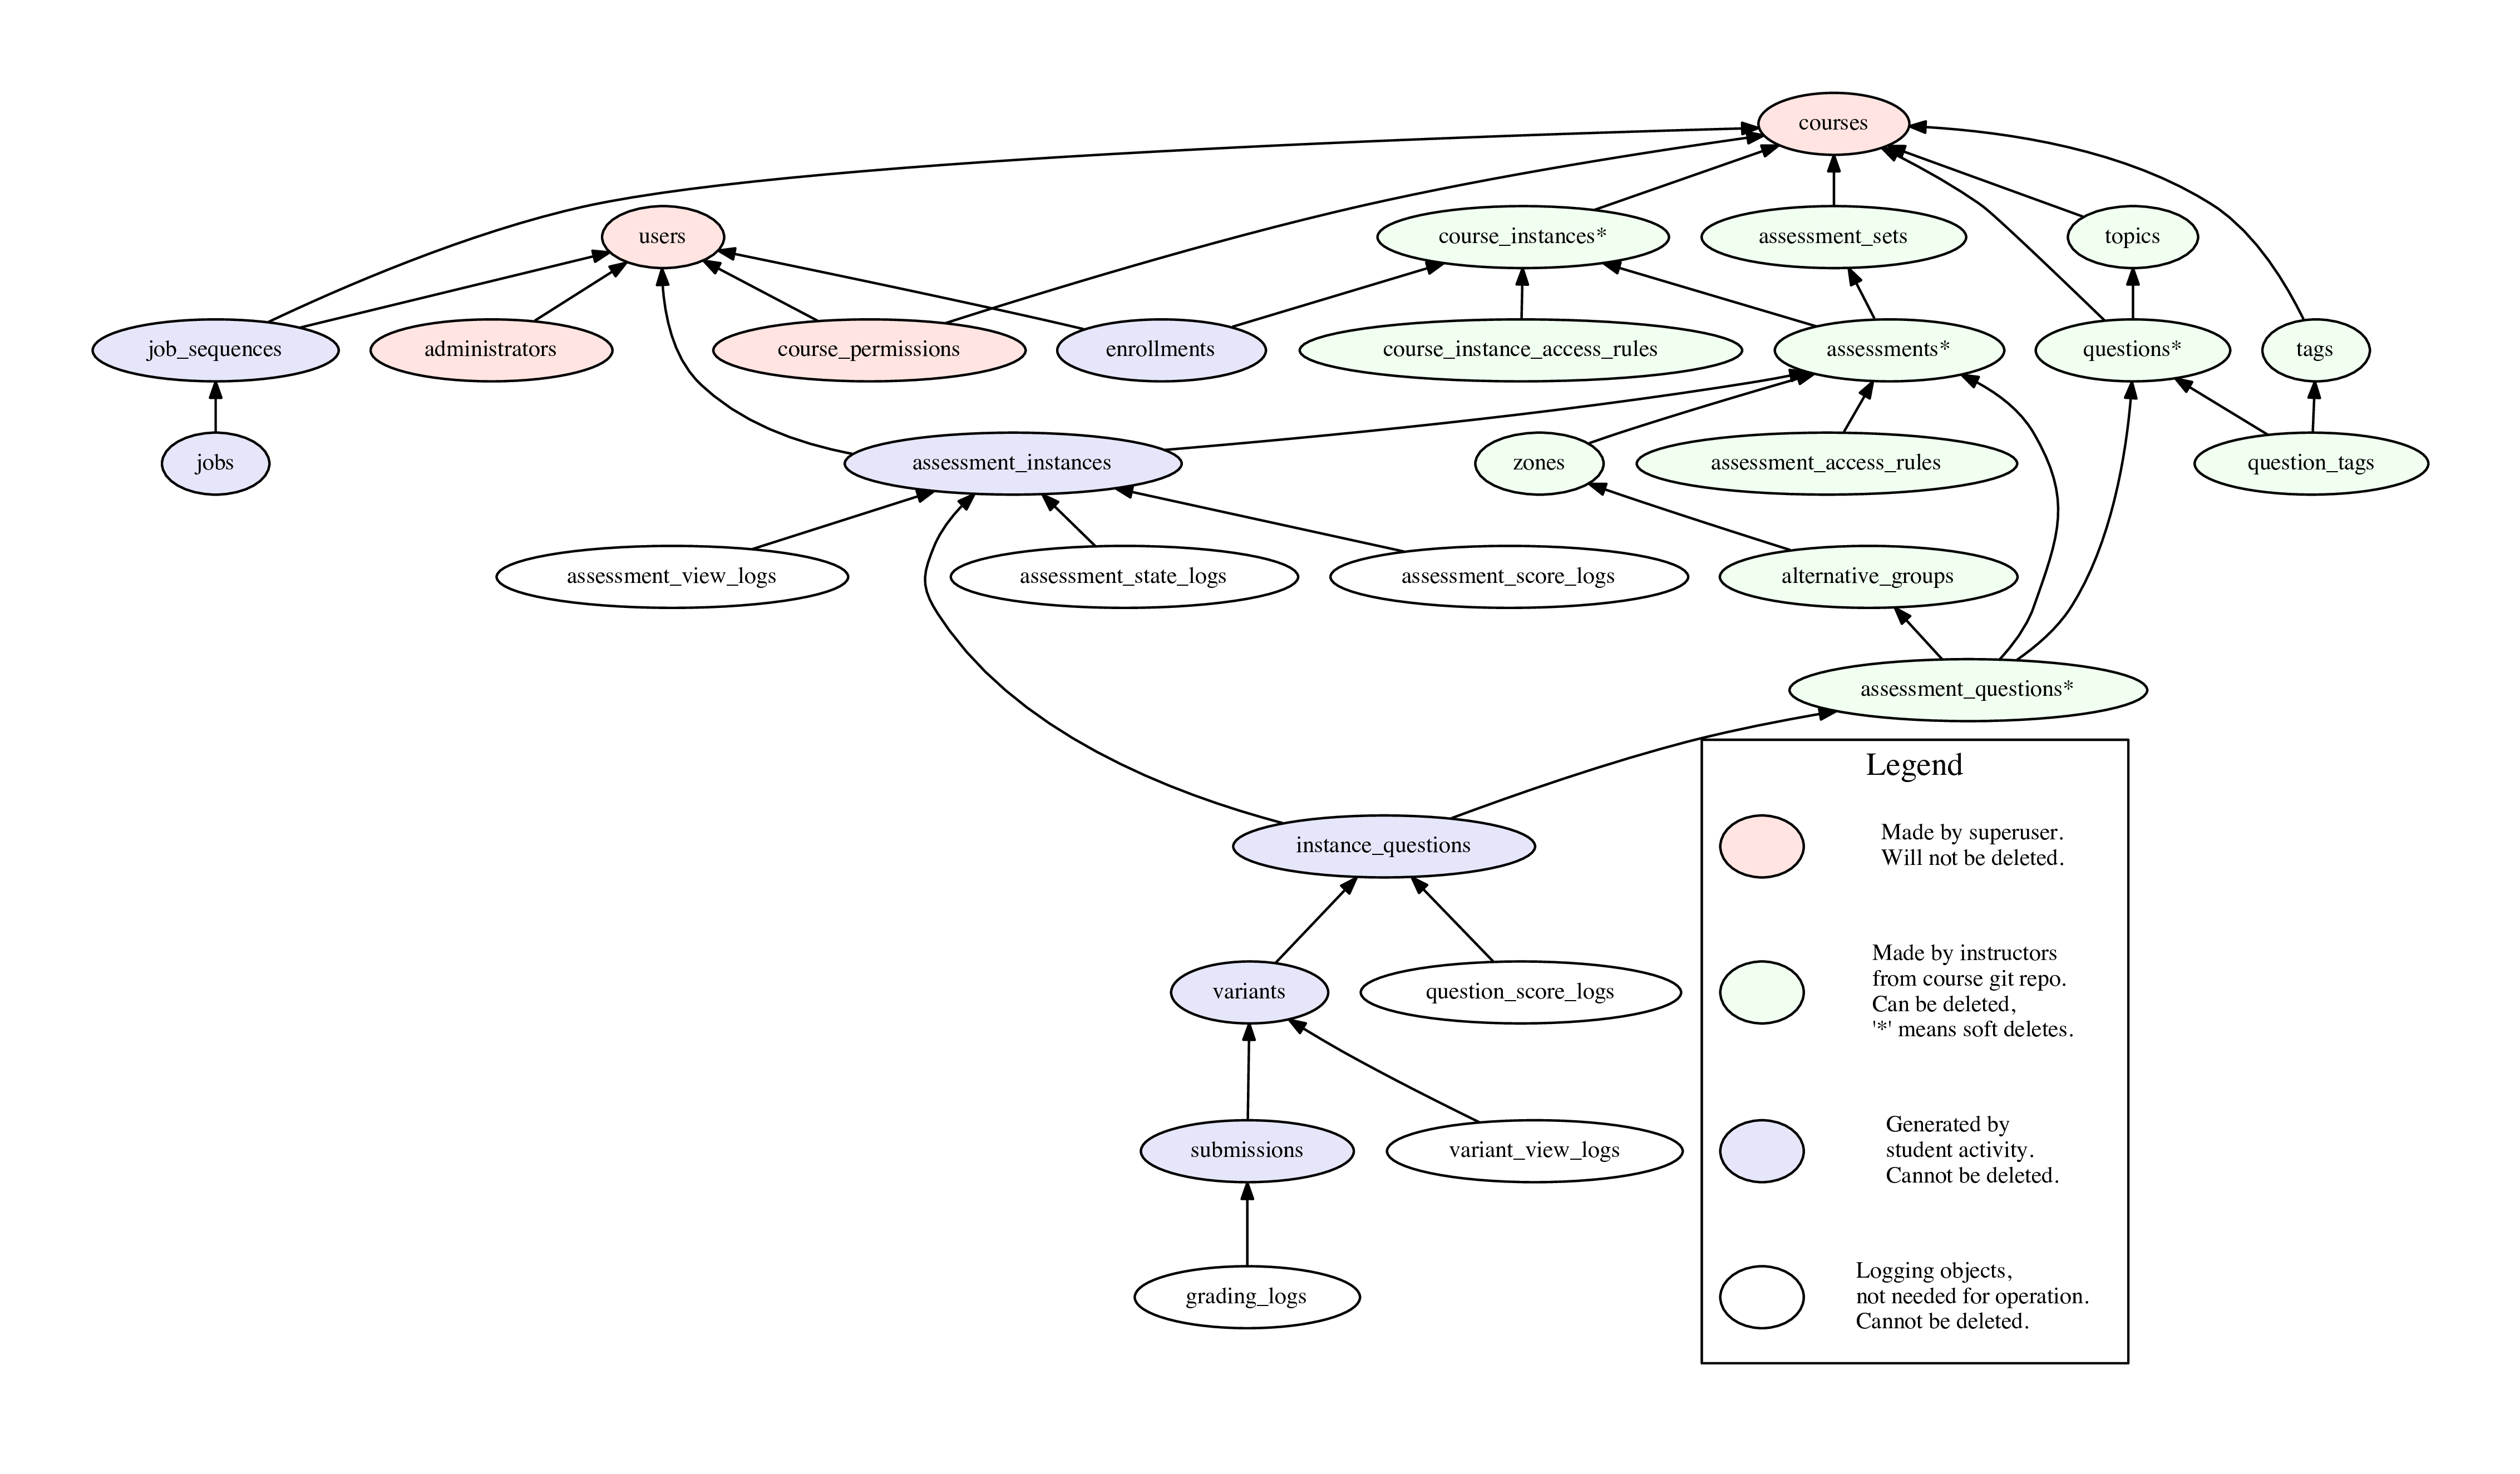 courses
users
course_instances*
assessment_sets
topics
job_sequences
administrators
course_permissions
enrollments
course_instance_access_rules
assessments*
questions*
tags
jobs
assessment_instances
zones
assessment_access_rules
question_tags
assessment_view_logs
assessment_state_logs
assessment_score_logs
alternative_groups
assessment_questions*
instance_questions
variants
question_score_logs
submissions
variant_view_logs
grading_logs
Legend
Made by superuser.
Will not be deleted.
Made by instructors
from course git repo.
Can be deleted,
'*' means soft deletes.
Generated by
student activity.
Cannot be deleted.
Logging objects,
not needed for operation.
Cannot be deleted.